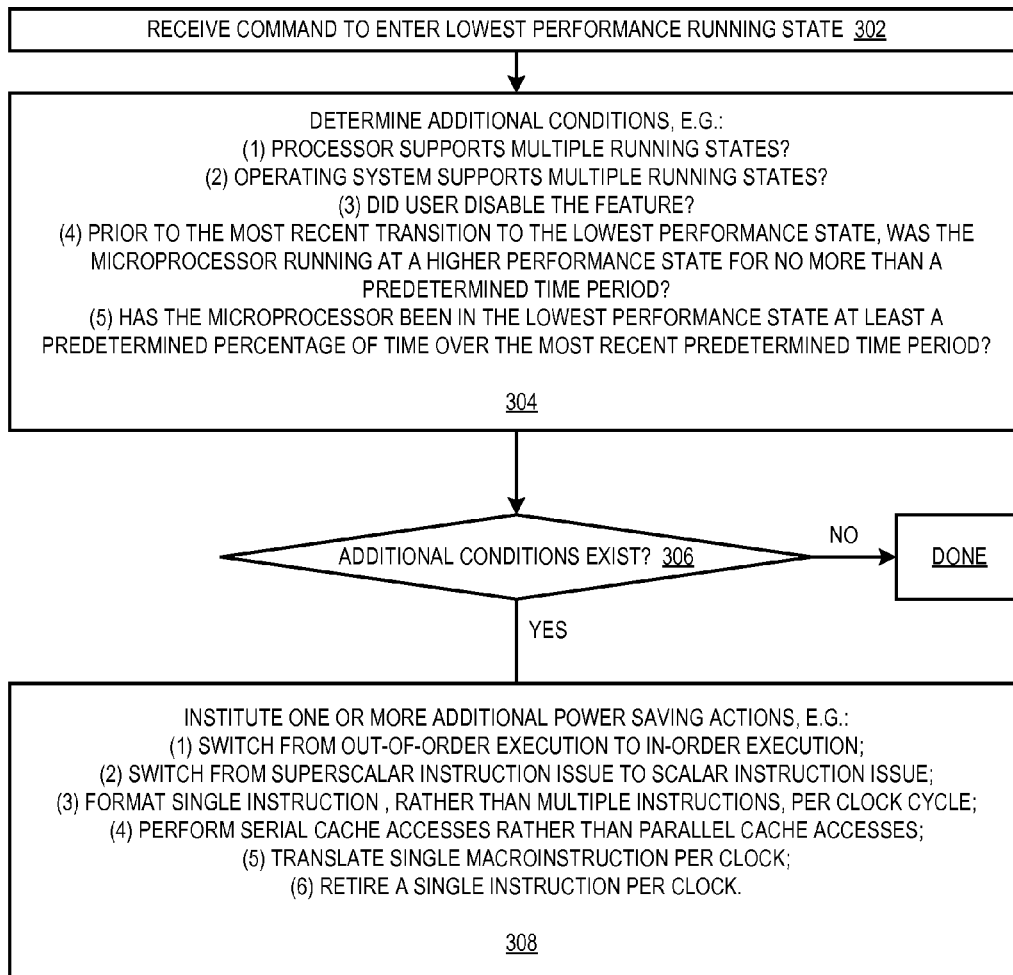 RECEIVE COMMAND TO ENTER LOWEST PERFORMANCE RUNNING STATE 302
DETERMINE ADDITIONAL CONDITIONS, E.G.:
(1) PROCESSOR SUPPORTS MULTIPLE RUNNING STATES?
(2) OPERATING SYSTEM SUPPORTS MULTIPLE RUNNING STATES?
(3) DID USER DISABLE THE FEATURE?
(4) PRIOR TO THE MOST RECENT TRANSITION TO THE LOWEST PERFORMANCE STATE, WAS THE
MICROPROCESSOR RUNNING AT A HIGHER PERFORMANCE STATE FOR NO MORE THAN A
PREDETERMINED TIME PERIOD?
(5) HAS THE MICROPROCESSOR BEEN IN THE LOWEST PERFORMANCE STATE AT LEAST A
PREDETERMINED PERCENTAGE OF TIME OVER THE MOST RECENT PREDETERMINED TIME PERIOD?
304
ADDITIONAL CONDITIONS EXIST? 306
NO
DONE
YES
INSTITUTE ONE OR MORE ADDITIONAL POWER SAVING ACTIONS, E.G.:
(1) SWITCH FROM OUT-OF-ORDER EXECUTION TO IN-ORDER EXECUTION;
(2) SWITCH FROM SUPERSCALAR INSTRUCTION ISSUE TO SCALAR INSTRUCTION ISSUE;
(3) FORMAT SINGLE INSTRUCTION , RATHER THAN MULTIPLE INSTRUCTIONS, PER CLOCK CYCLE;
(4) PERFORM SERIAL CACHE ACCESSES RATHER THAN PARALLEL CACHE ACCESSES;
(5) TRANSLATE SINGLE MACROINSTRUCTION PER CLOCK;
(6) RETIRE A SINGLE INSTRUCTION PER CLOCK.
308